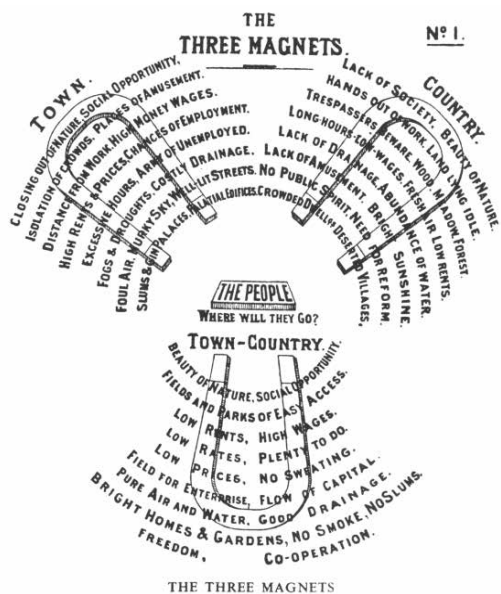 THE
THREE MAGNETS.
Nº 1.
TOWN.
CLOSING OUT OF NATURE. SOCIAL OPPORTUNITY.
ISOLATION OF CROWDS. PLACES OF AMUSEMENT.
DISTANCE FROM WORK. HIGH MONEY WAGES.
HIGH RENTS & PRICES. CHANCES OF EMPLOYMENT.
EXCESSIVE HOURS. ARMY OF UNEMPLOYED.
FOGS & DROUGHTS. COSTLY DRAINAGE.
FOUL AIR. MURKY SKY. WELL-LIT STREETS.
SLUMS & GIN PALACES. PALATIAL EDIFICES.
COUNTRY.
LACK OF SOCIETY. BEAUTY OF NATURE.
HANDS OUT OF WORK. LAND LYING IDLE.
TRESPASSERS BEWARE. WOOD, MEADOW, FOREST.
LONG HOURS. LOW WAGES. FRESH AIR. LOW RENTS.
LACK OF DRAINAGE. ABUNDANCE OF WATER.
LACK OF AMUSEMENT. BRIGHT SUNSHINE.
NO PUBLIC SPIRIT. NEED FOR REFORM.
CROWDED DWELLGS DESERTED VILLAGES,
THE PEOPLE
WHERE WILL THEY GO?
TOWN-COUNTRY.
BEAUTY OF NATURE, SOCIAL OPPORTUNITY.
FIELDS AND PARKS OF EASY ACCESS.
LOW RENTS, HIGH WAGES.
LOW RATES, PLENTY TO DO.
LOW PRICES, NO SWEATING.
FIELD FOR ENTERPRISE, FLOW OF CAPITAL.
PURE AIR AND WATER, GOOD DRAINAGE.
BRIGHT HOMES & GARDENS, NO SMOKE, NO SLUMS.
FREEDOM, CO-OPERATION.
THE THREE MAGNETS